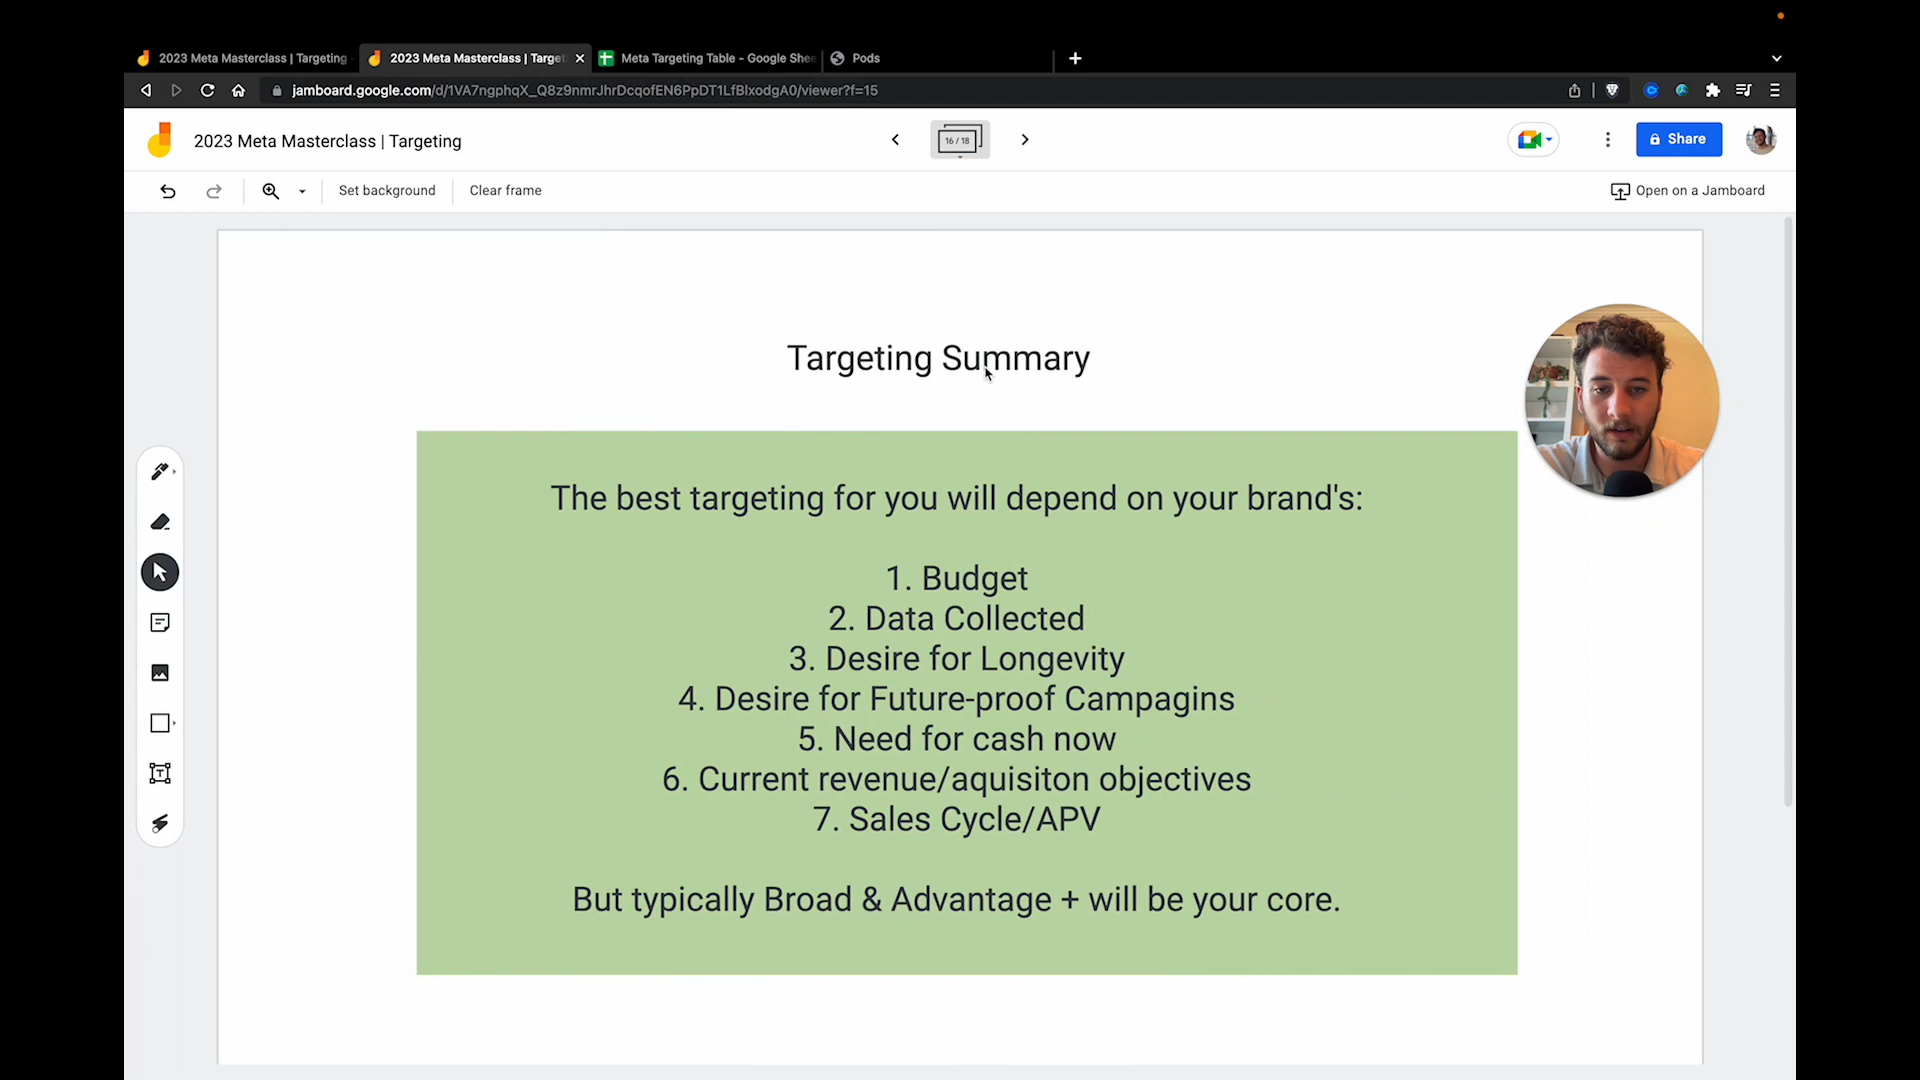 2023 Meta Masterclass | Targeting
2023 Meta Masterclass | Target
Meta Targeting Table - Google Shee
Pods
jamboard.google.com/d/1VA7ngphqX_Q8z9nmrJhrDcqofEN6PpDT1LfBlxodgA0/viewer?f=15
2023 Meta Masterclass | Targeting
16 / 18
Share
Set background
Clear frame
Open on a Jamboard
Targeting Summary
The best targeting for you will depend on your brand's:
1. Budget
2. Data Collected
3. Desire for Longevity
4. Desire for Future-proof Campagins
5. Need for cash now
6. Current revenue/aquisiton objectives
7. Sales Cycle/APV
But typically Broad & Advantage + will be your core.